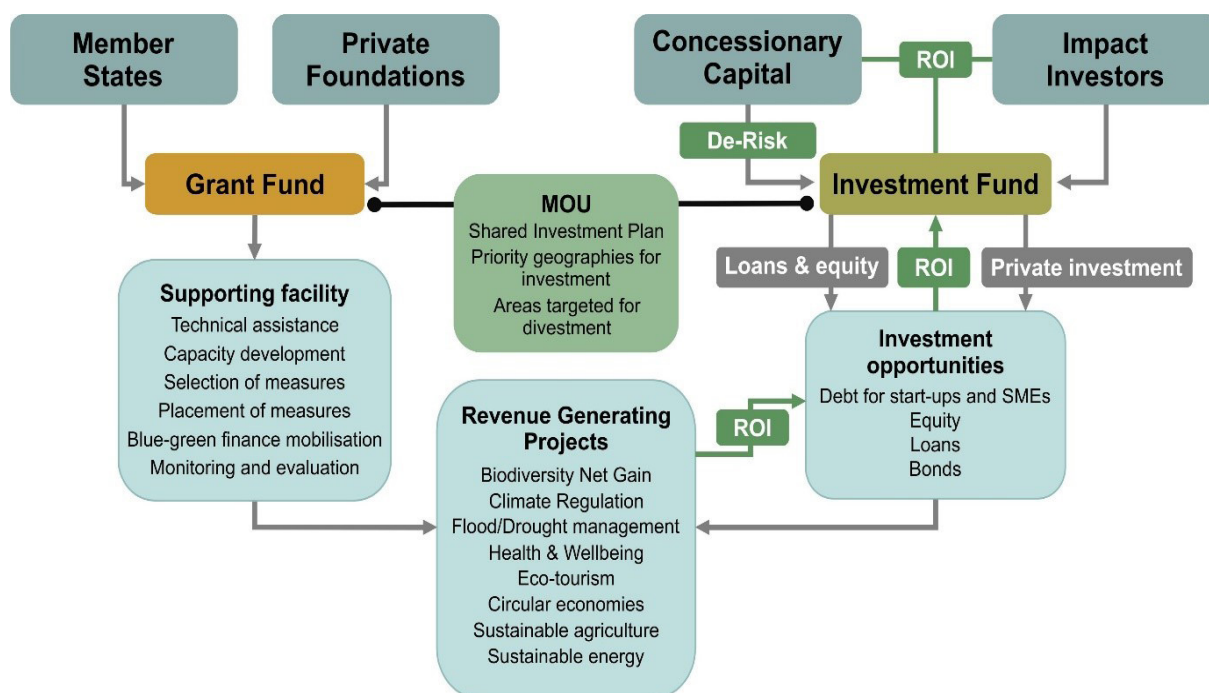 Member
States
Private
Foundations
Concessionary
Capital
ROI
Impact
Investors
De-Risk
Grant Fund
Investment Fund
MOU
Shared Investment Plan
Priority geographies for
investment
Areas targeted for
divestment
Loans & equity
ROI
Private investment
Supporting facility
Technical assistance
Capacity development
Selection of measures
Placement of measures
Blue-green finance mobilisation
Monitoring and evaluation
Investment
opportunities
Debt for start-ups and SMEs
Equity
Loans
Bonds
Revenue Generating
Projects
Biodiversity Net Gain
Climate Regulation
Flood/Drought management
Health & Wellbeing
Eco-tourism
Circular economies
Sustainable agriculture
Sustainable energy
ROI